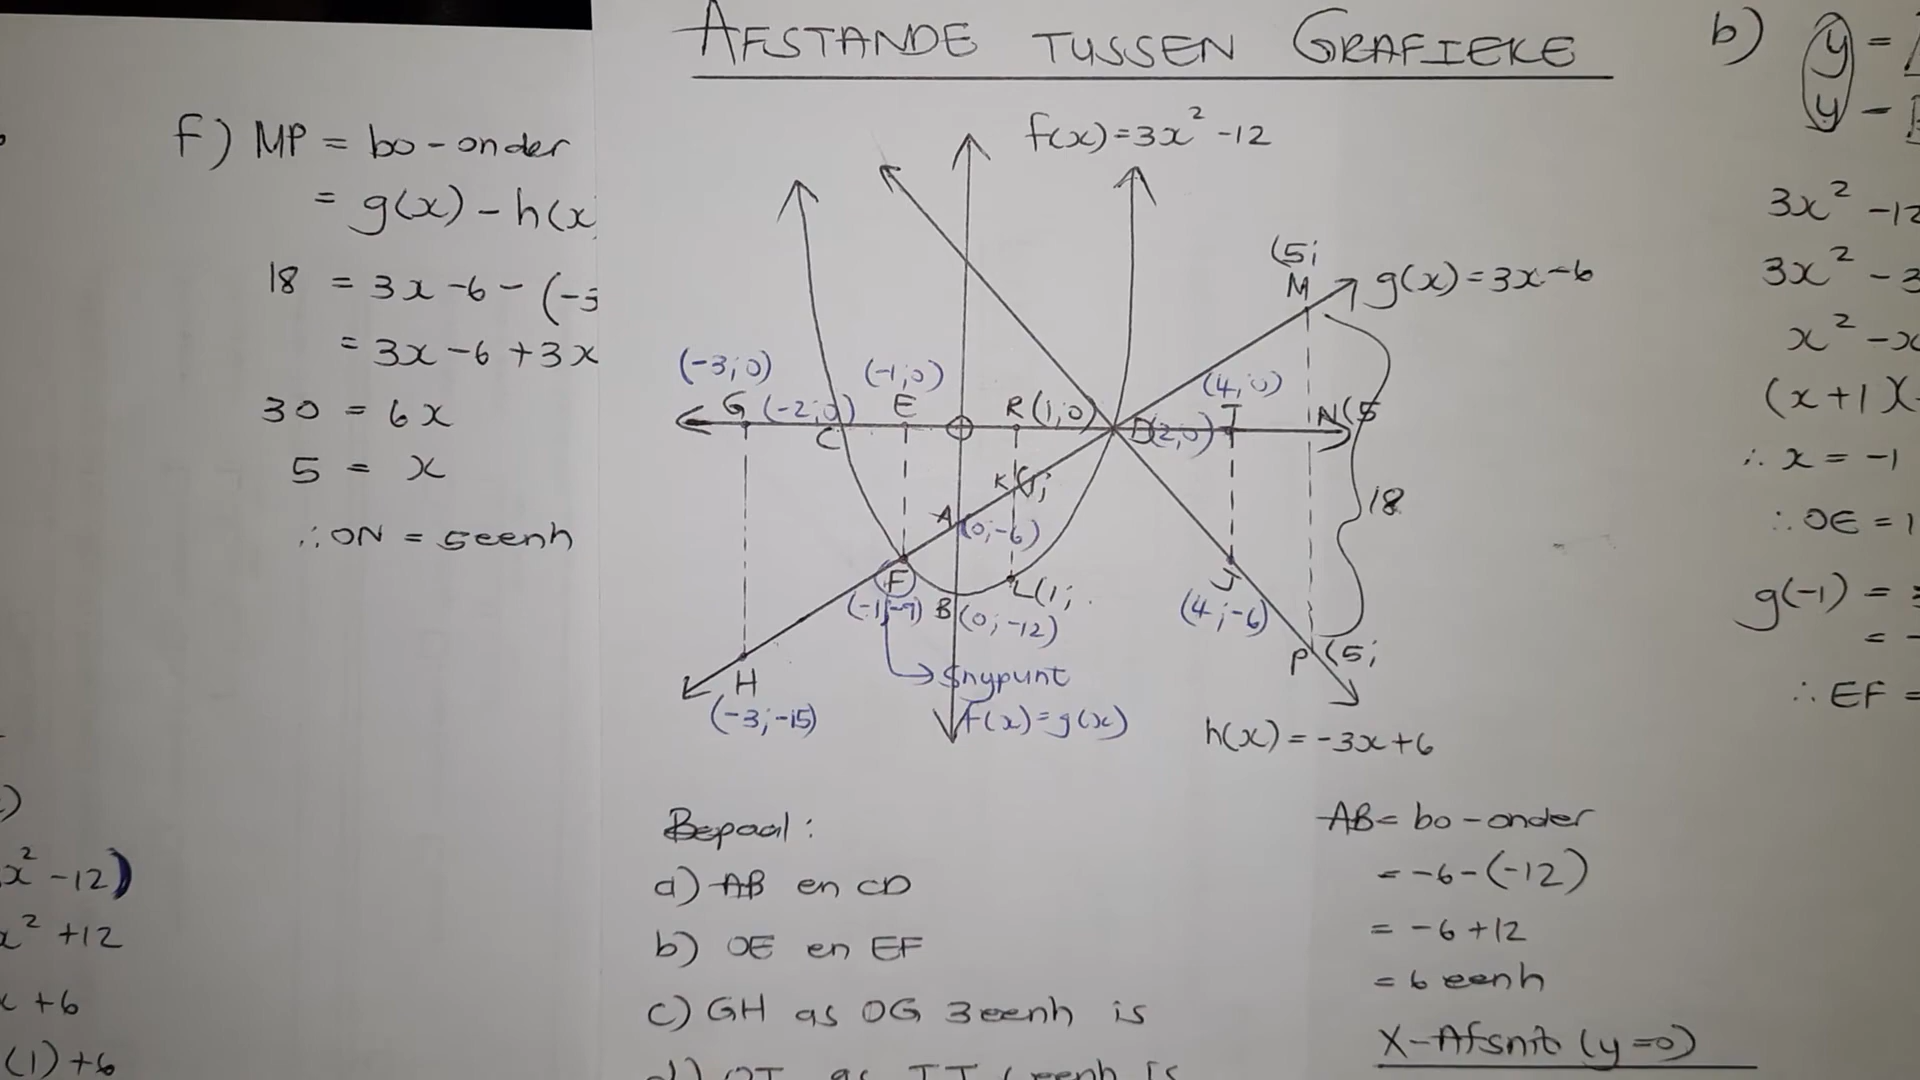 AFSTANDE TUSSEN GRAFIEKE
f) MP = bo - onder
= g(x) - h(x
18 = 3x - 6 - (-3
= 3x - 6 + 3x
30 = 6x
5 = x
∴ ON = 5eenh
x² - 12)
x² + 12
x + 6
(1) + 6
f(x) = 3x² - 12
(5;
M
g(x) = 3x - 6
(-3;0)
(-1;0)
(4;0)
G
(-2;0)
E
R(1;0)
T
N(5
C
D(2;0)
K(1;
18
A
(0;-6)
F
J
L(1;
(-1;-9)
B
(0;-12)
(4;-6)
P
(5;
H
Snypunt
(-3;-15)
f(x) = g(x)
h(x) = -3x + 6
Bepaal:
a) AB en CD
b) OE en EF
c) GH as OG 3eenh is
AB = bo - onder
= -6 - (-12)
= -6 + 12
= 6 eenh
X-Afsnit (y=0)
b) y =
y =
3x² - 12
3x² - 3
x² - x
(x + 1)(
∴ x = -1
∴ OE = 1
g(-1) = 3
= -
∴ EF =